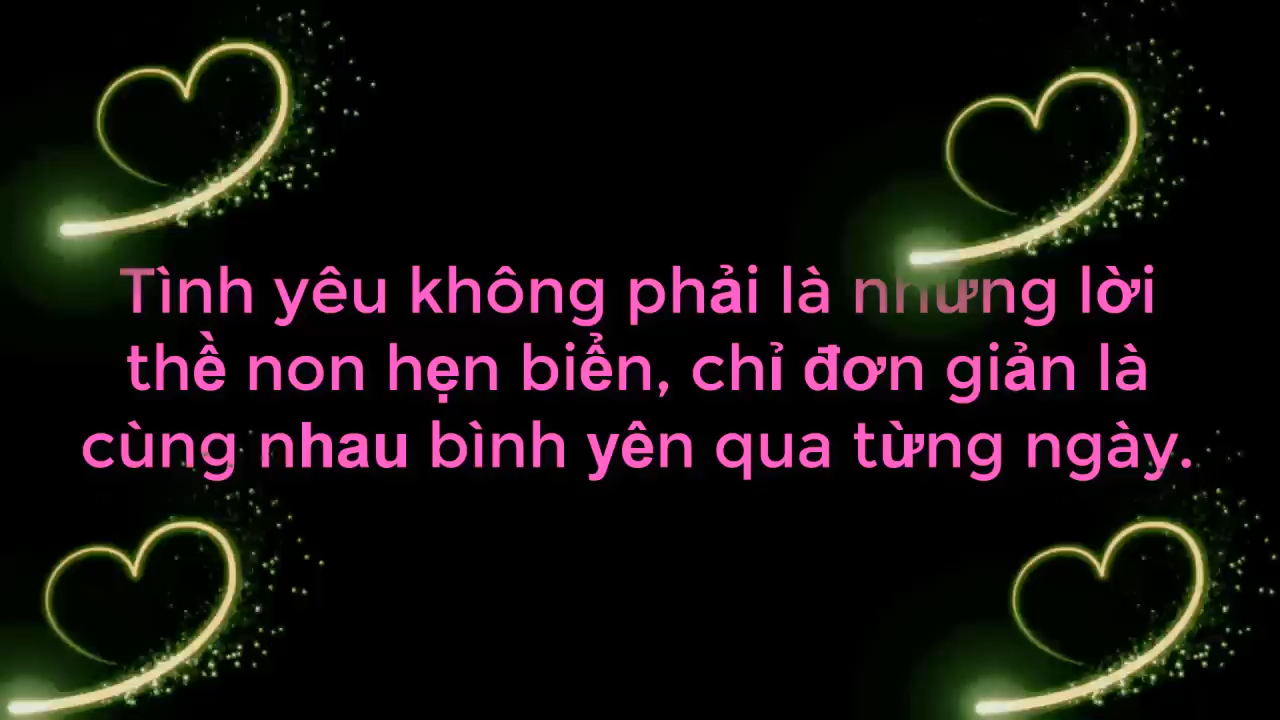 Tình yêu không phải là những lời
thề non hẹn biển, chỉ đơn giản là
cùng nhau bình yên qua từng ngày.